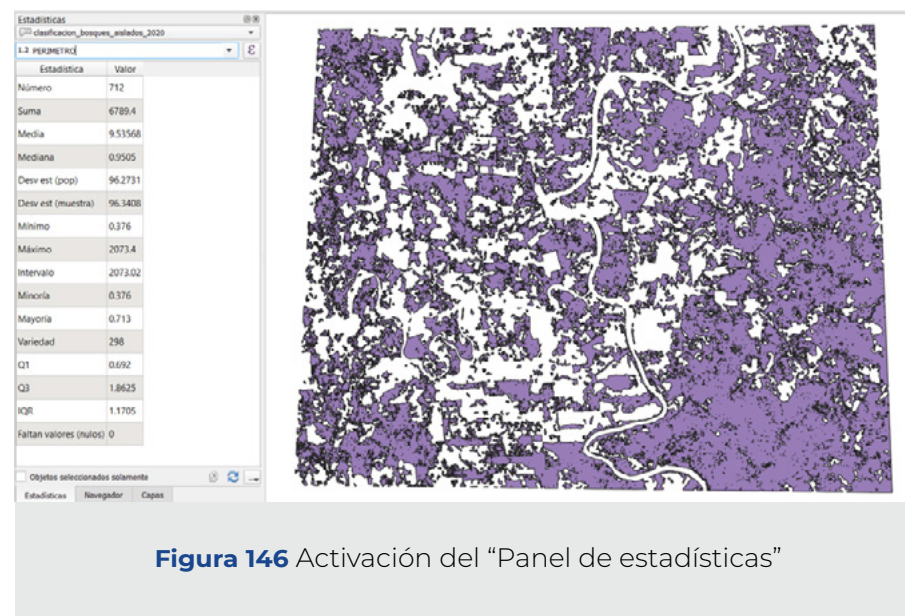 Estadísticas
clasificacion_bosques_aislados_2020
1.2 PERIMETRO
ε
Estadística Valor
Número 712
Suma 6789.4
Media 9.53568
Mediana 0.9505
Desv est (pop) 96.2731
Desv est (muestra) 96.3408
Mínimo 0.376
Máximo 2073.4
Intervalo 2073.02
Minoría 0.376
Mayoría 0.713
Variedad 298
Q1 0.692
Q3 1.8625
IQR 1.1705
Faltan valores (nulos) 0
Objetos seleccionados solamente
Estadísticas Navegador Capas
Figura 146 Activación del “Panel de estadísticas”